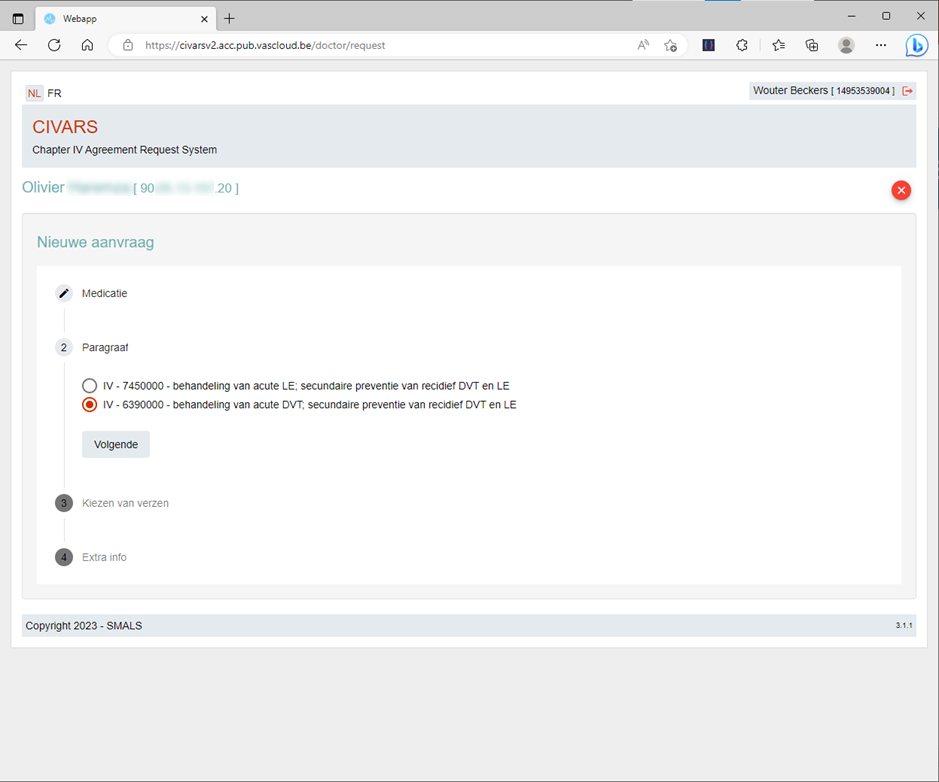 Webapp
https://civarsv2.acc.pub.vascloud.be/doctor/request
NL FR
Wouter Beckers [ 14953539004 ]
CIVARS
Chapter IV Agreement Request System
Olivier [ 90 .20 ]
Nieuwe aanvraag
Medicatie
2 Paragraaf
IV - 7450000 - behandeling van acute LE; secundaire preventie van recidief DVT en LE
IV - 6390000 - behandeling van acute DVT; secundaire preventie van recidief DVT en LE
Volgende
3 Kiezen van verzen
4 Extra info
Copyright 2023 - SMALS
3.1.1